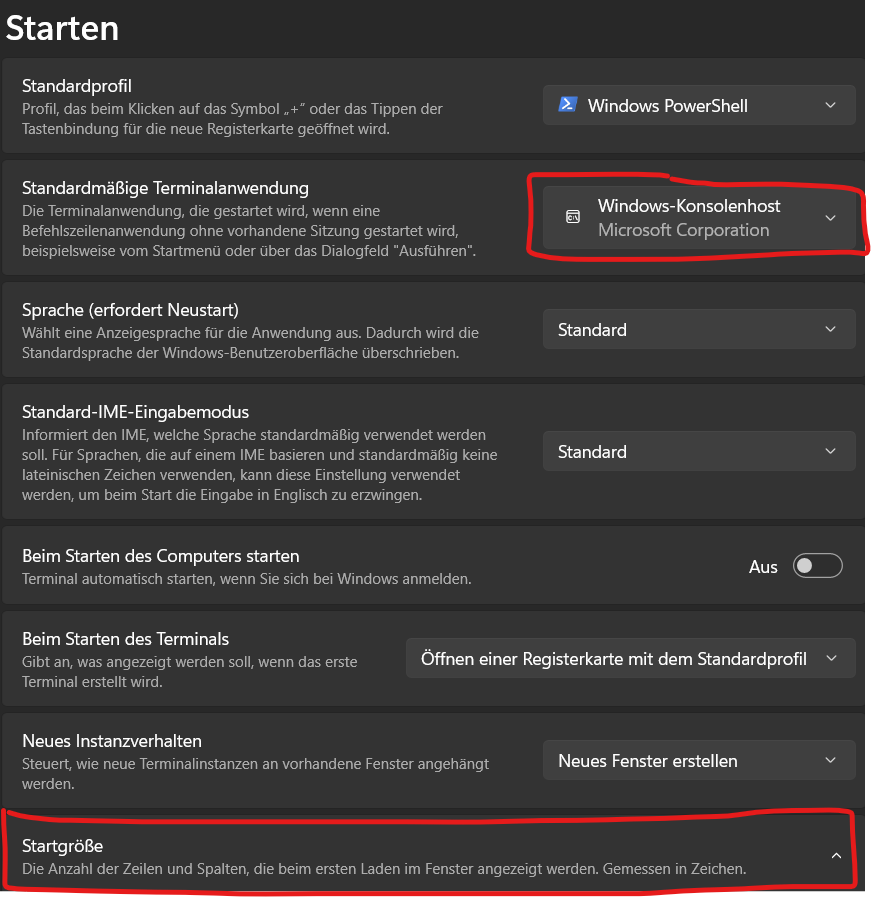 Starten
Standardprofil
Profil, das beim Klicken auf das Symbol „+“ oder das Tippen der
Tastenbindung für die neue Registerkarte geöffnet wird.
Windows PowerShell
Standardmäßige Terminalanwendung
Die Terminalanwendung, die gestartet wird, wenn eine
Befehlszeilenanwendung ohne vorhandene Sitzung gestartet wird,
beispielsweise vom Startmenü oder über das Dialogfeld "Ausführen".
Windows-Konsolenhost
Microsoft Corporation
Sprache (erfordert Neustart)
Wählt eine Anzeigesprache für die Anwendung aus. Dadurch wird die
Standardsprache der Windows-Benutzeroberfläche überschrieben.
Standard
Standard-IME-Eingabemodus
Informiert den IME, welche Sprache standardmäßig verwendet werden
soll. Für Sprachen, die auf einem IME basieren und standardmäßig keine
lateinischen Zeichen verwenden, kann diese Einstellung verwendet
werden, um beim Start die Eingabe in Englisch zu erzwingen.
Standard
Beim Starten des Computers starten
Terminal automatisch starten, wenn Sie sich bei Windows anmelden.
Aus
Beim Starten des Terminals
Gibt an, was angezeigt werden soll, wenn das erste
Terminal erstellt wird.
Öffnen einer Registerkarte mit dem Standardprofil
Neues Instanzverhalten
Steuert, wie neue Terminalinstanzen an vorhandene Fenster angehängt
werden.
Neues Fenster erstellen
Startgröße
Die Anzahl der Zeilen und Spalten, die beim ersten Laden im Fenster angezeigt werden. Gemessen in Zeichen.